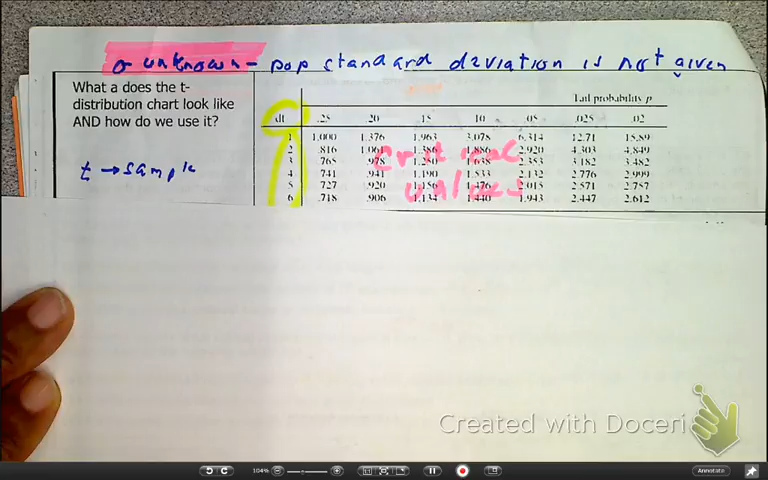 σ unknown - pop standard deviation is not given
What a does the t-
distribution chart look like
AND how do we use it?
t → sample
Tail probability p
df .25 .20 .15 .10 .05 .025 .02
1 1.000 1.376 1.963 3.078 6.314 12.71 15.89
2 .816 1.061 1.386 1.886 2.920 4.303 4.849
3 .765 .978 1.250 1.638 2.353 3.182 3.482
4 .741 .941 1.190 1.533 2.132 2.776 2.999
5 .727 .920 1.156 1.476 2.015 2.571 2.757
6 .718 .906 1.134 1.440 1.943 2.447 2.612
critical
values
Created with Doceri
104%
Annotate